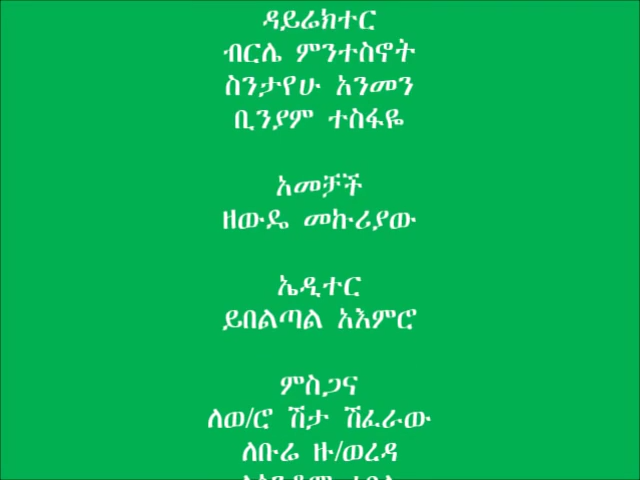 ዳይሬክተር
ብርሌ ምንተስኖት
ስንታየሁ አንመን
ቢንያም ተስፋዬ
አመቻች
ዘውዴ መኩሪያው
ኤዲተር
ይበልጣል አእምሮ
ምስጋና
ለወ/ሮ ሽታ ሽፈራው
ለቡሬ ዙ/ወረዳ